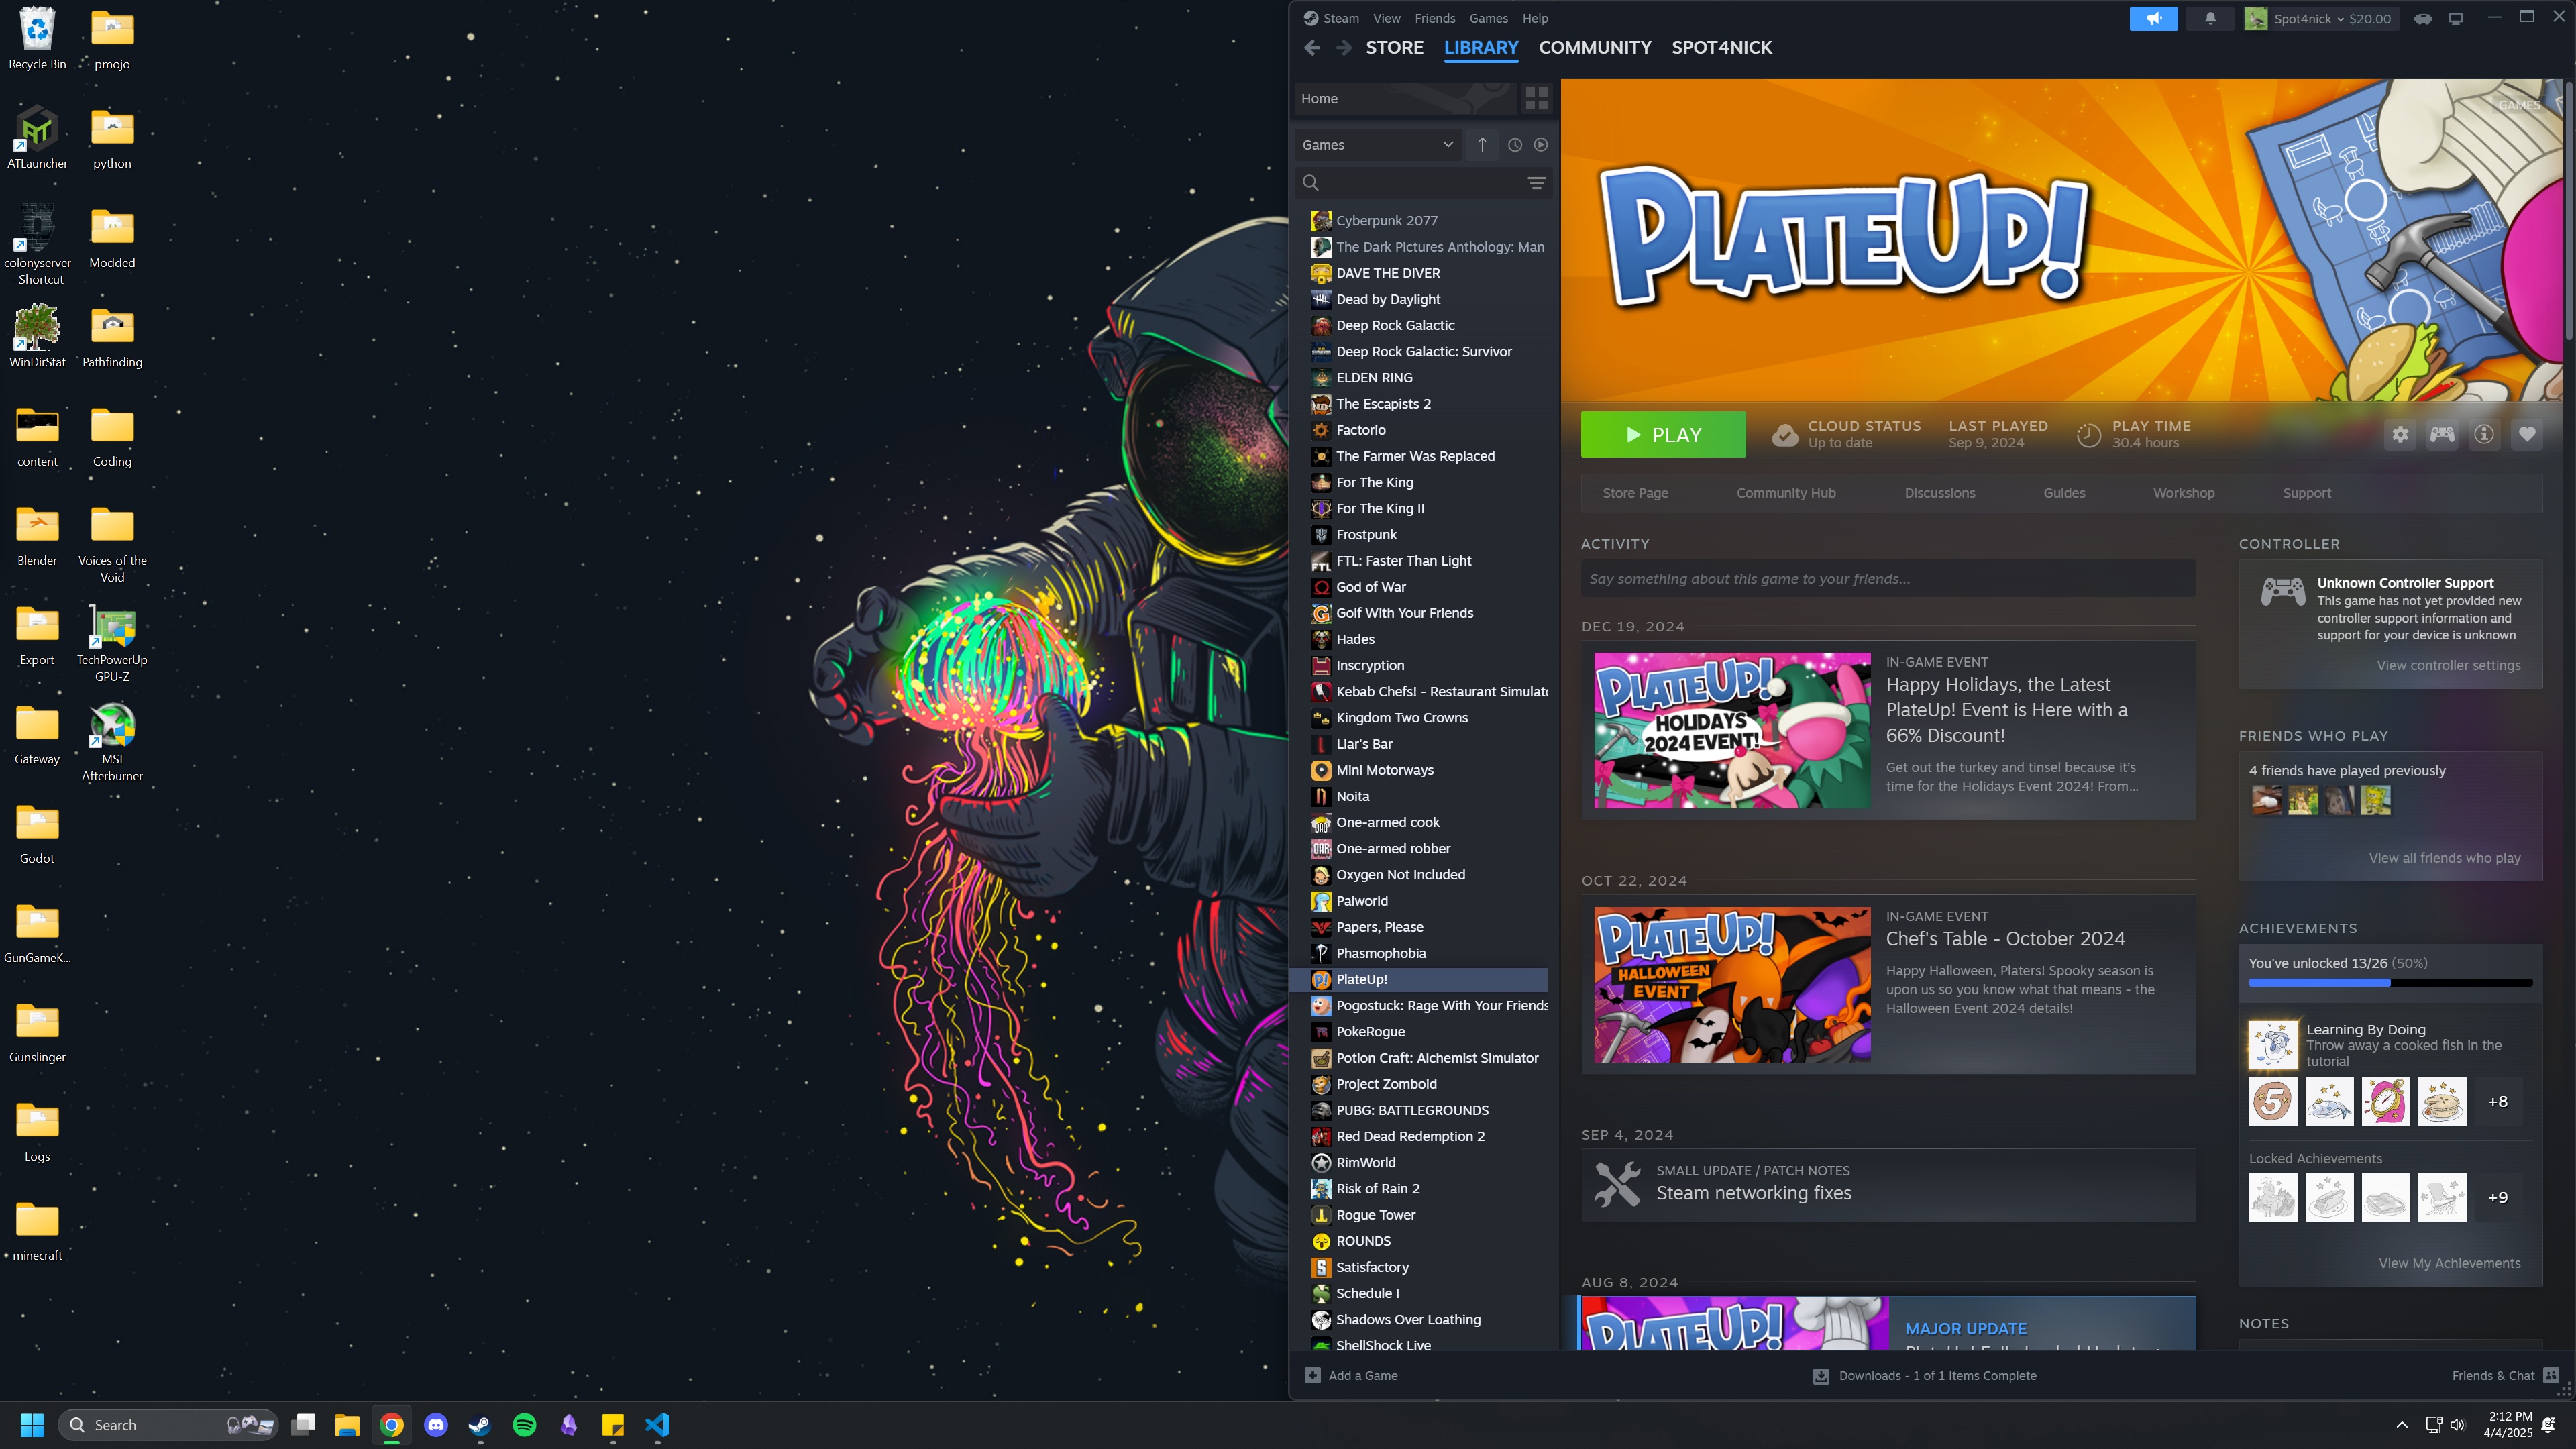 Recycle Bin
pmojo
ATLauncher
python
colonyserver
- Shortcut
Modded
WinDirStat
Pathfinding
content
Coding
Blender
Voices of the
Void
Export
TechPowerUp
GPU-Z
Gateway
MSI
Afterburner
Godot
GunGameK...
Gunslinger
Logs
minecraft
Steam View Friends Games Help
Spot4nick $20.00
STORE LIBRARY COMMUNITY SPOT4NICK
Home
Games
Cyberpunk 2077
The Dark Pictures Anthology: Man
DAVE THE DIVER
Dead by Daylight
Deep Rock Galactic
Deep Rock Galactic: Survivor
ELDEN RING
The Escapists 2
Factorio
The Farmer Was Replaced
For The King
For The King II
Frostpunk
FTL: Faster Than Light
God of War
Golf With Your Friends
Hades
Inscryption
Kebab Chefs! - Restaurant Simulat
Kingdom Two Crowns
Liar's Bar
Mini Motorways
Noita
One-armed cook
One-armed robber
Oxygen Not Included
Palworld
Papers, Please
Phasmophobia
PlateUp!
Pogostuck: Rage With Your Friends
PokeRogue
Potion Craft: Alchemist Simulator
Project Zomboid
PUBG: BATTLEGROUNDS
Red Dead Redemption 2
RimWorld
Risk of Rain 2
Rogue Tower
ROUNDS
Satisfactory
Schedule I
Shadows Over Loathing
ShellShock Live
GAMES
PLATEUP!
PLAY
CLOUD STATUS
Up to date
LAST PLAYED
Sep 9, 2024
PLAY TIME
30.4 hours
Store Page Community Hub Discussions Guides Workshop Support
ACTIVITY
Say something about this game to your friends...
DEC 19, 2024
PLATEUP!
HOLIDAYS
2024 EVENT!
IN-GAME EVENT
Happy Holidays, the Latest
PlateUp! Event is Here with a
66% Discount!
Get out the turkey and tinsel because it's
time for the Holidays Event 2024! From...
OCT 22, 2024
PLATEUP!
HALLOWEEN
EVENT
IN-GAME EVENT
Chef's Table - October 2024
Happy Halloween, Platers! Spooky season is
upon us so you know what that means - the
Halloween Event 2024 details!
SEP 4, 2024
SMALL UPDATE / PATCH NOTES
Steam networking fixes
AUG 8, 2024
PLATEUP!
MAJOR UPDATE
CONTROLLER
Unknown Controller Support
This game has not yet provided new
controller support information and
support for your device is unknown
View controller settings
FRIENDS WHO PLAY
4 friends have played previously
View all friends who play
ACHIEVEMENTS
You've unlocked 13/26 (50%)
Learning By Doing
Throw away a cooked fish in the
tutorial
5
+8
Locked Achievements
+9
View My Achievements
NOTES
Add a Game
Downloads - 1 of 1 Items Complete
Friends & Chat
Search
2:12 PM
4/4/2025